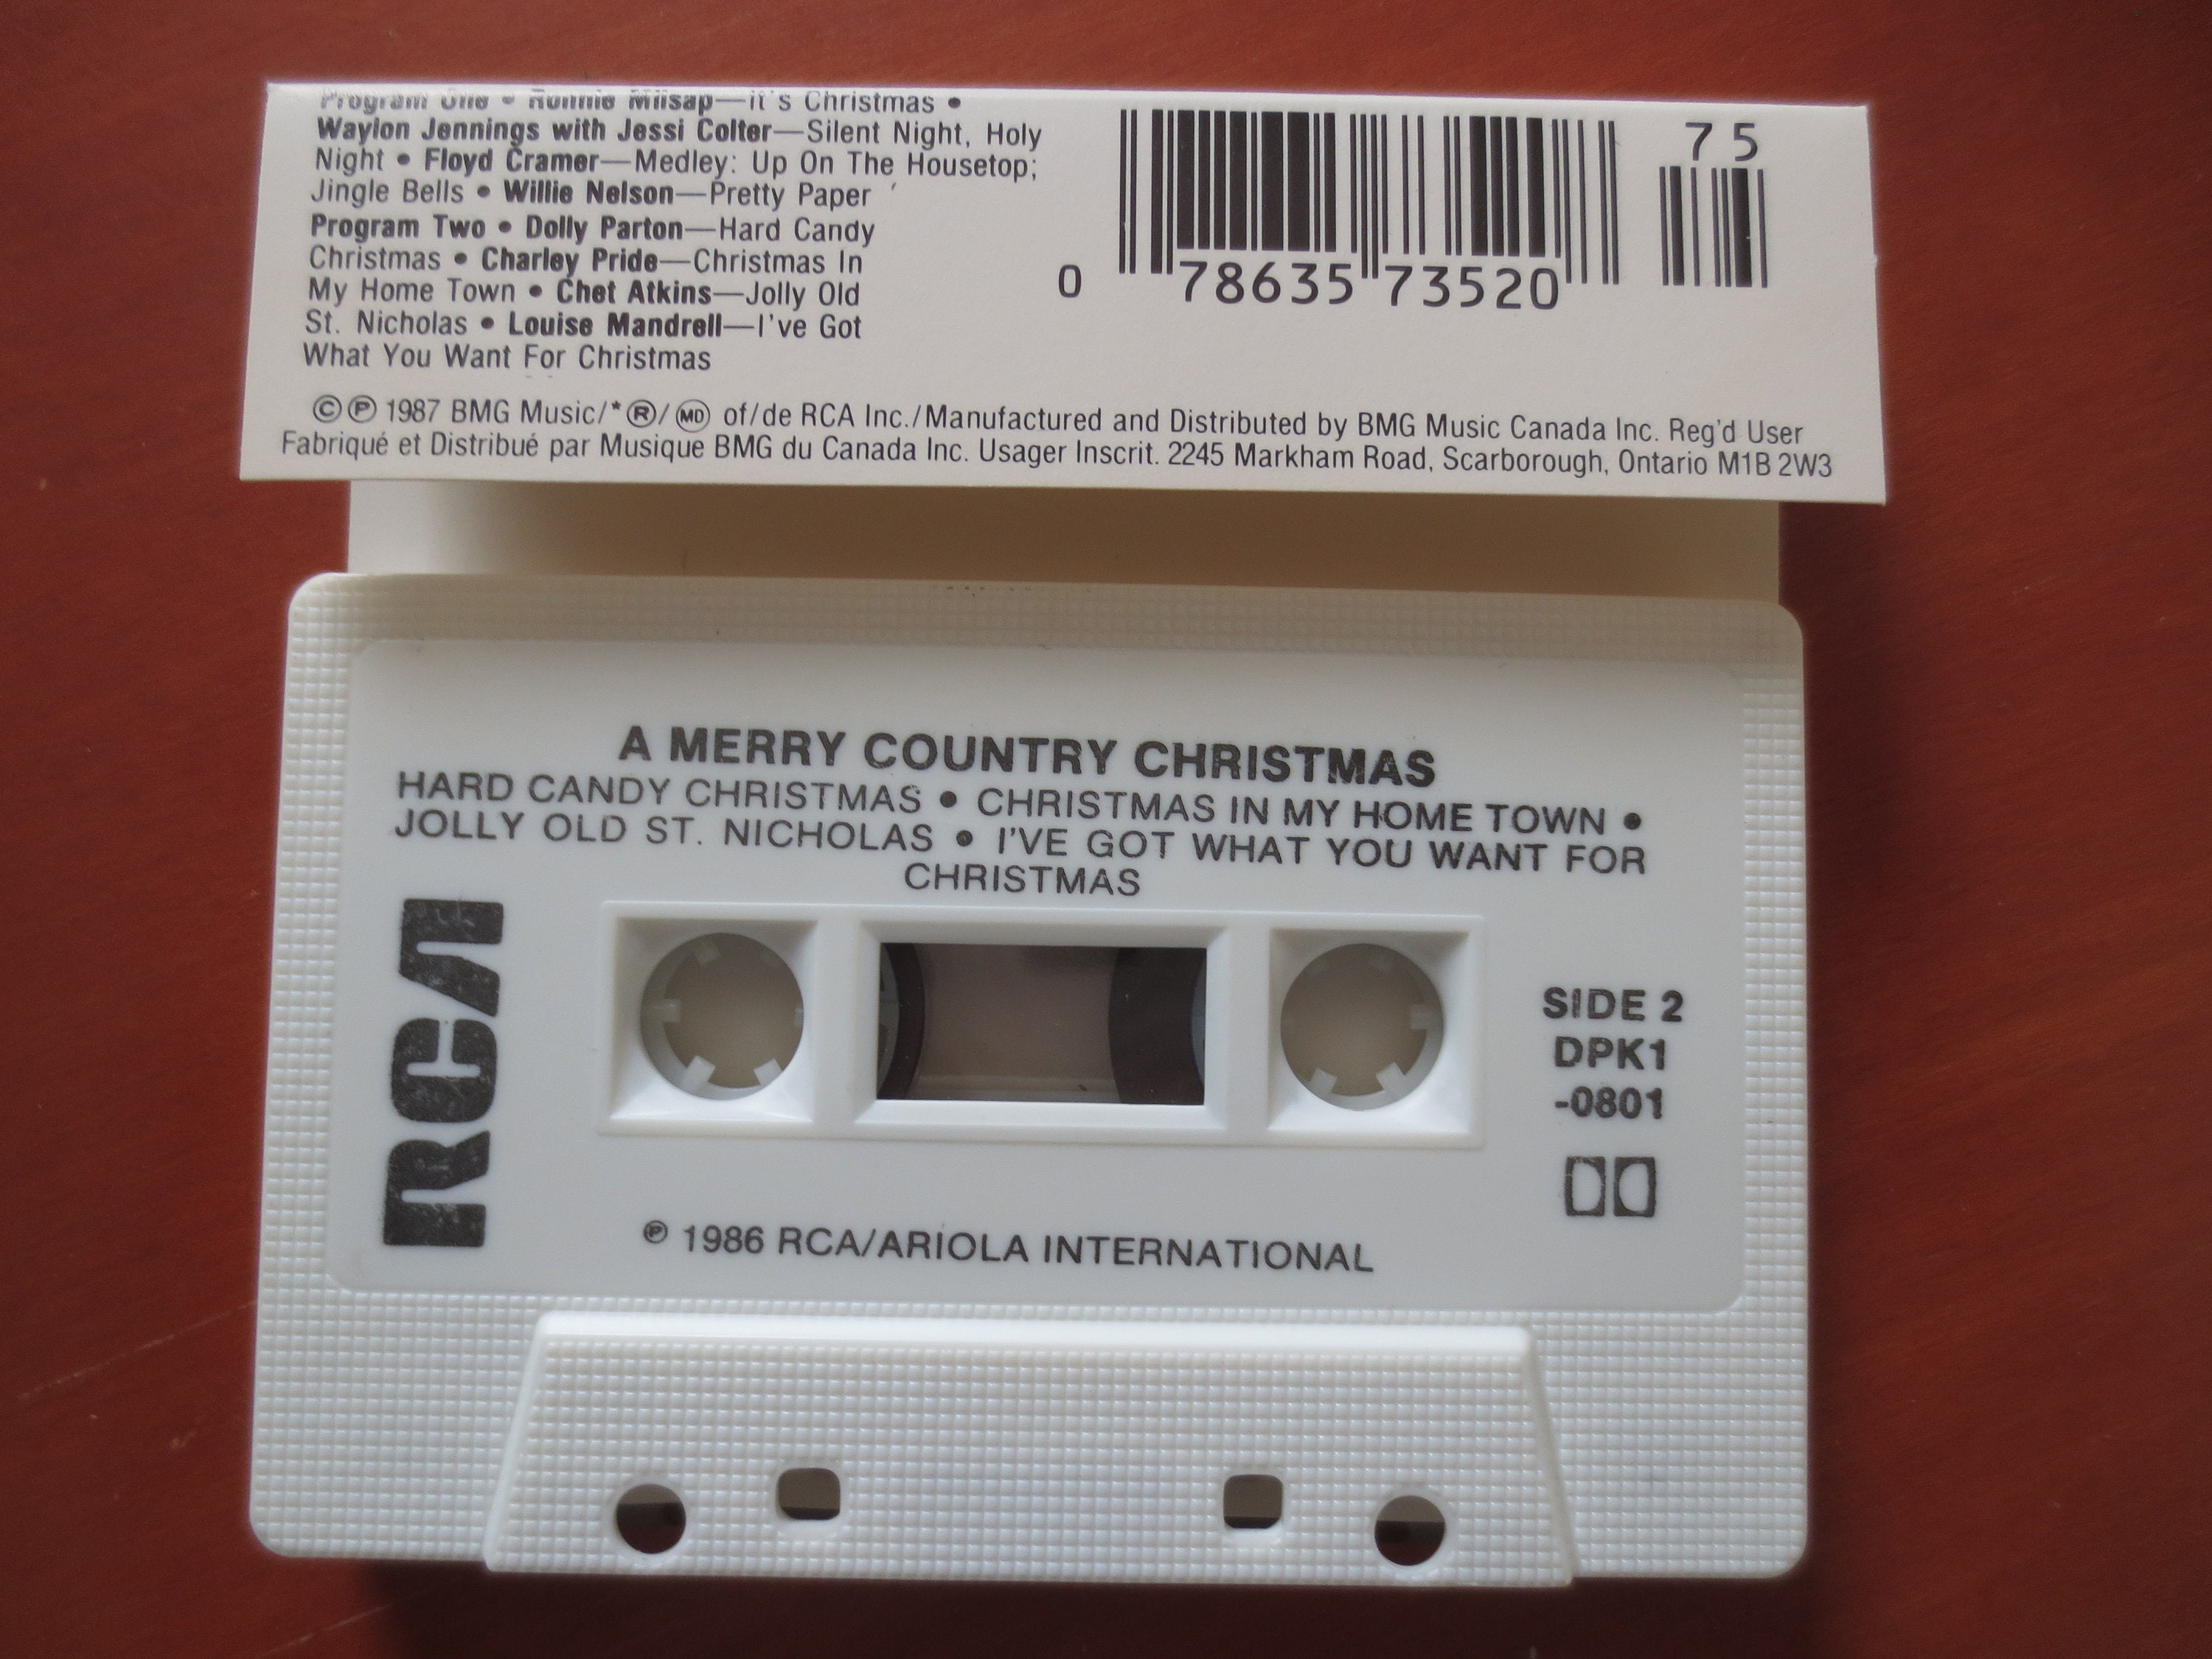 Program One • Ronnie Milsap—It's Christmas •
Waylon Jennings with Jessi Colter—Silent Night, Holy
Night • Floyd Cramer—Medley: Up On The Housetop;
Jingle Bells • Willie Nelson—Pretty Paper
Program Two • Dolly Parton—Hard Candy
Christmas • Charley Pride—Christmas In
My Home Town • Chet Atkins—Jolly Old
St. Nicholas • Louise Mandrell—I've Got
What You Want For Christmas
75
0 78635 73520
©℗ 1987 BMG Music/*®/MD of/de RCA Inc./Manufactured and Distributed by BMG Music Canada Inc. Reg'd User
Fabriqué et Distribué par Musique BMG du Canada Inc. Usager Inscrit. 2245 Markham Road, Scarborough, Ontario M1B 2W3
A MERRY COUNTRY CHRISTMAS
HARD CANDY CHRISTMAS • CHRISTMAS IN MY HOME TOWN •
JOLLY OLD ST. NICHOLAS • I'VE GOT WHAT YOU WANT FOR
CHRISTMAS
RCA
SIDE 2
DPK1
-0801
℗ 1986 RCA/ARIOLA INTERNATIONAL